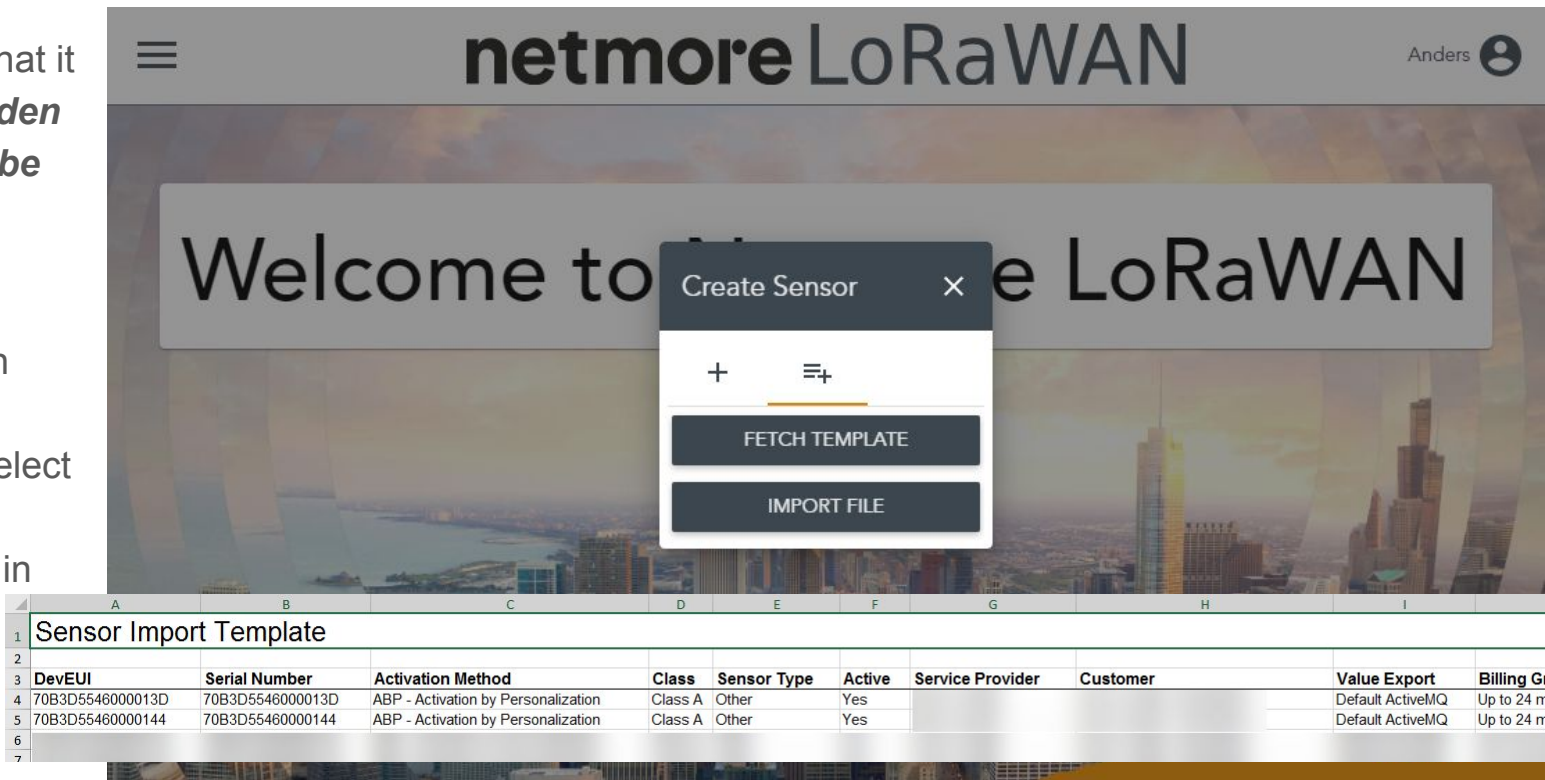 hat it
den
be
n
elect
in
netmore LoRaWAN
Anders
Welcome to N e LoRaWAN
Create Sensor
FETCH TEMPLATE
IMPORT FILE
A B C D E F G H I
1 Sensor Import Template
2
3 DevEUI Serial Number Activation Method Class Sensor Type Active Service Provider Customer Value Export Billing Gr
4 70B3D5546000013D 70B3D5546000013D ABP - Activation by Personalization Class A Other Yes Default ActiveMQ Up to 24 m
5 70B3D55460000144 70B3D55460000144 ABP - Activation by Personalization Class A Other Yes Default ActiveMQ Up to 24 m
6
7